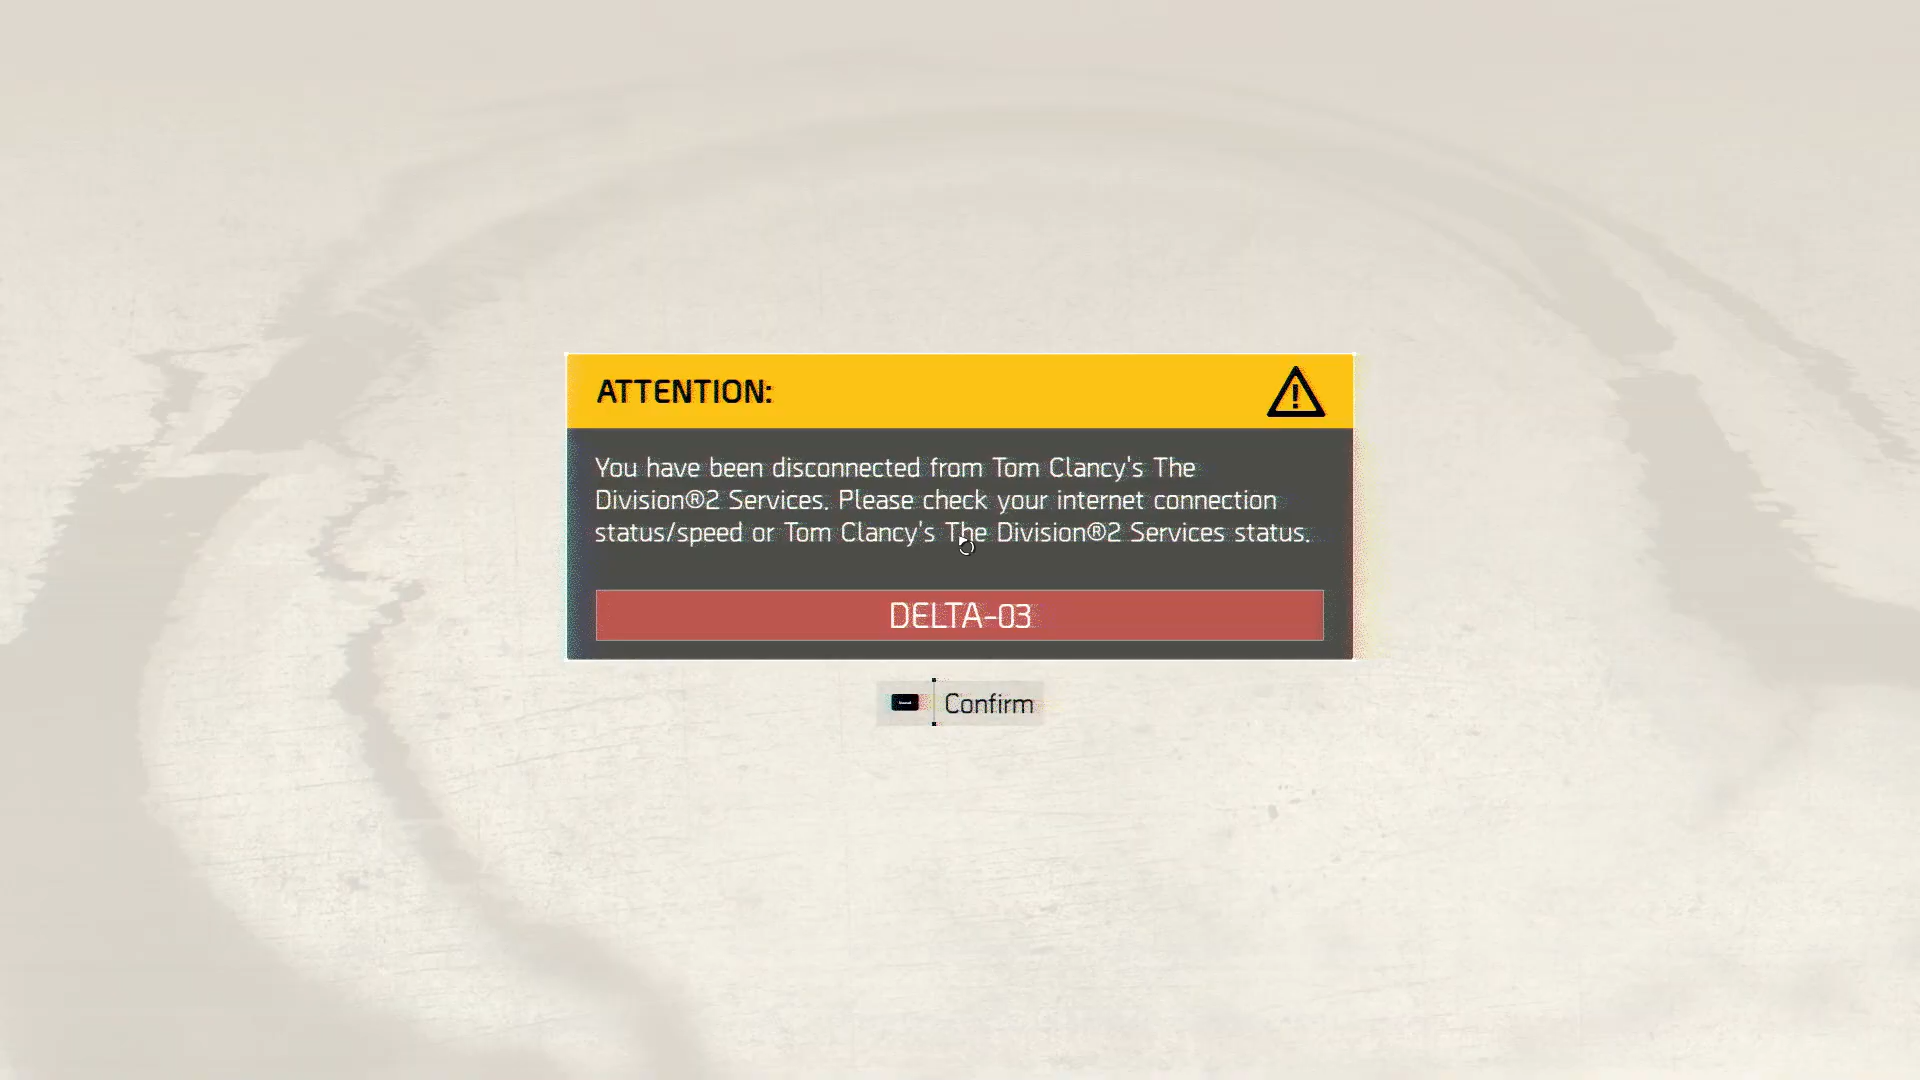 ATTENTION:
You have been disconnected from Tom Clancy's The
Division®2 Services. Please check your internet connection
status/speed or Tom Clancy's The Division®2 Services status.
DELTA-03
Confirm